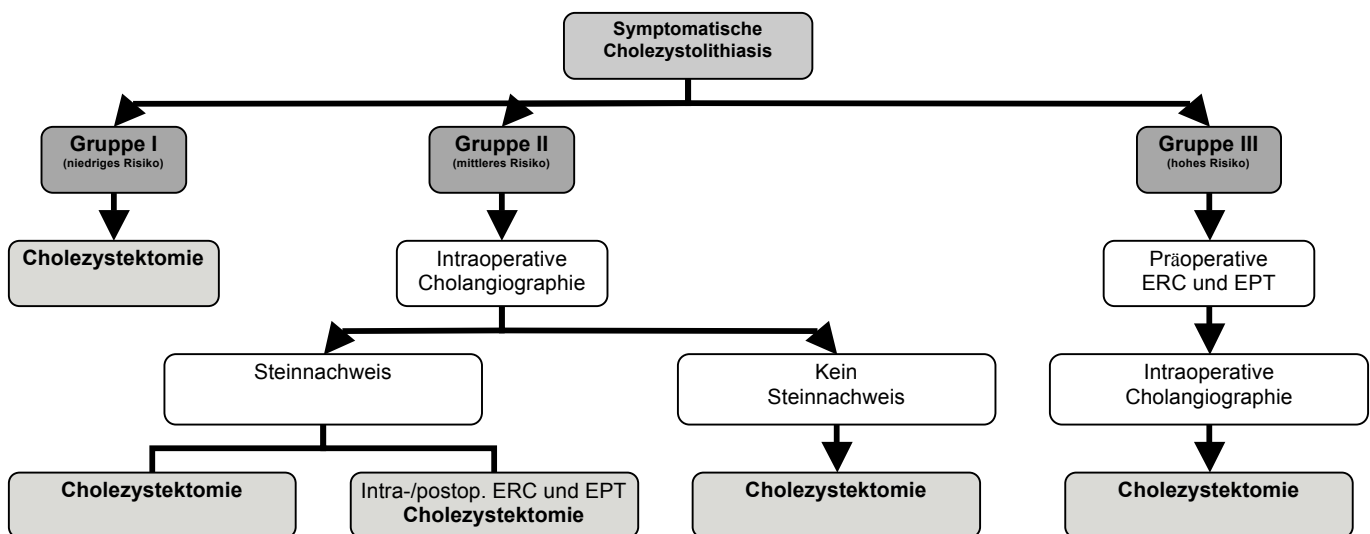 Symptomatische
Cholezystolithiasis
Gruppe I
(niedriges Risiko)
Gruppe II
(mittleres Risiko)
Gruppe III
(hohes Risiko)
Cholezystektomie
Intraoperative
Cholangiographie
Präoperative
ERC und EPT
Steinnachweis
Kein
Steinnachweis
Intraoperative
Cholangiographie
Cholezystektomie
Intra-/postop. ERC und EPT
Cholezystektomie
Cholezystektomie
Cholezystektomie